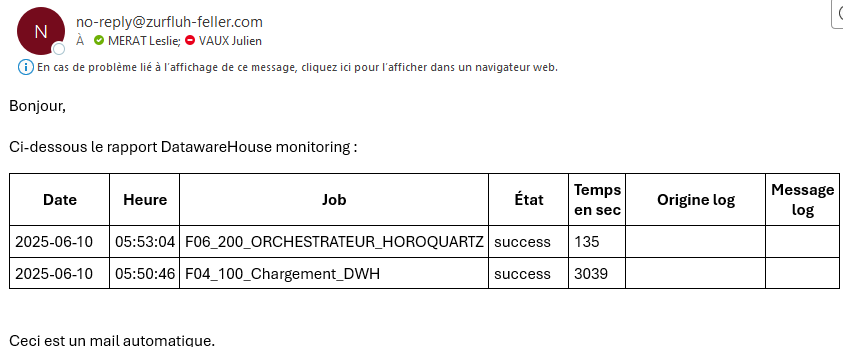 N
no-reply@zurfluh-feller.com
À MERAT Leslie; VAUX Julien
En cas de problème lié à l'affichage de ce message, cliquez ici pour l'afficher dans un navigateur web.
Bonjour,
Ci-dessous le rapport DatawareHouse monitoring :
Date Heure Job État Temps en sec Origine log Message log
2025-06-10 05:53:04 F06_200_ORCHESTRATEUR_HOROQUARTZ success 135
2025-06-10 05:50:46 F04_100_Chargement_DWH success 3039
Ceci est un mail automatique.